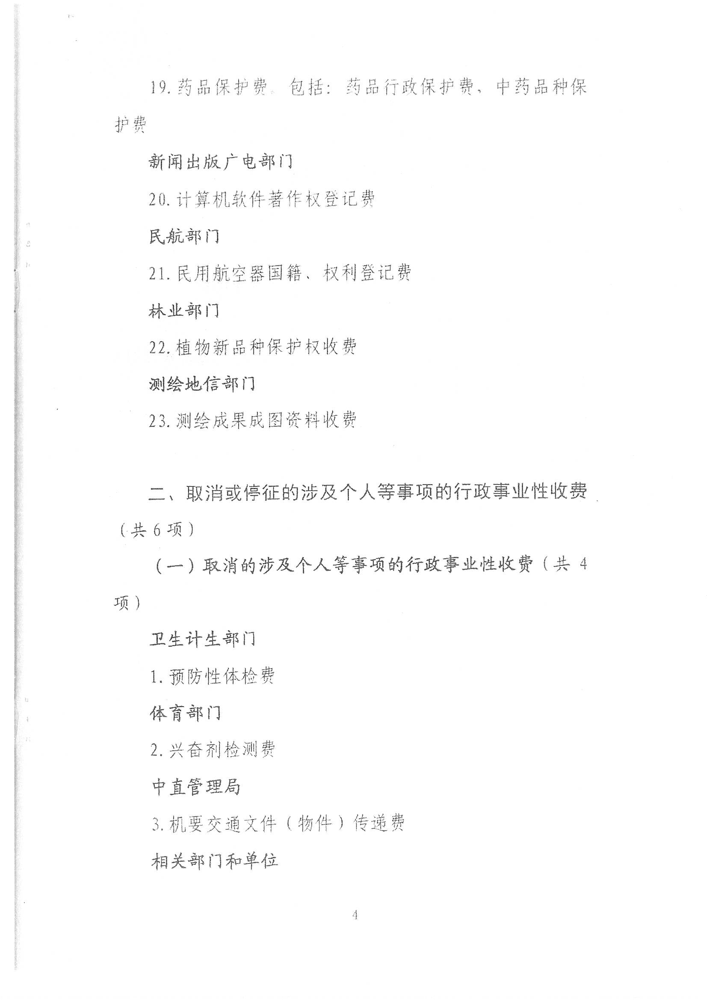 19.药品保护费。包括：药品行政保护费、中药品种保
护费
新闻出版广电部门
20.计算机软件著作权登记费
民航部门
21.民用航空器国籍、权利登记费
林业部门
22.植物新品种保护权收费
测绘地信部门
23.测绘成果成图资料收费
二、取消或停征的涉及个人等事项的行政事业性收费
（共6项）
（一）取消的涉及个人等事项的行政事业性收费（共4
项）
卫生计生部门
1.预防性体检费
体育部门
2.兴奋剂检测费
中直管理局
3.机要交通文件（物件）传递费
相关部门和单位
4